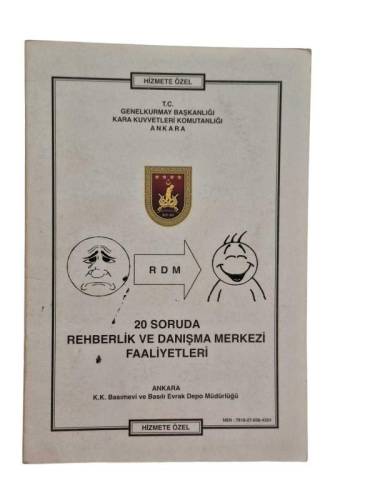 HİZMETE ÖZEL
T.C.
GENELKURMAY BAŞKANLIĞI
KARA KUVVETLERİ KOMUTANLIĞI
ANKARA
RDM
20 SORUDA
REHBERLİK VE DANIŞMA MERKEZİ
FAALİYETLERİ
ANKARA
K.K. Basımevi ve Basılı Evrak Depo Müdürlüğü
HİZMETE ÖZEL